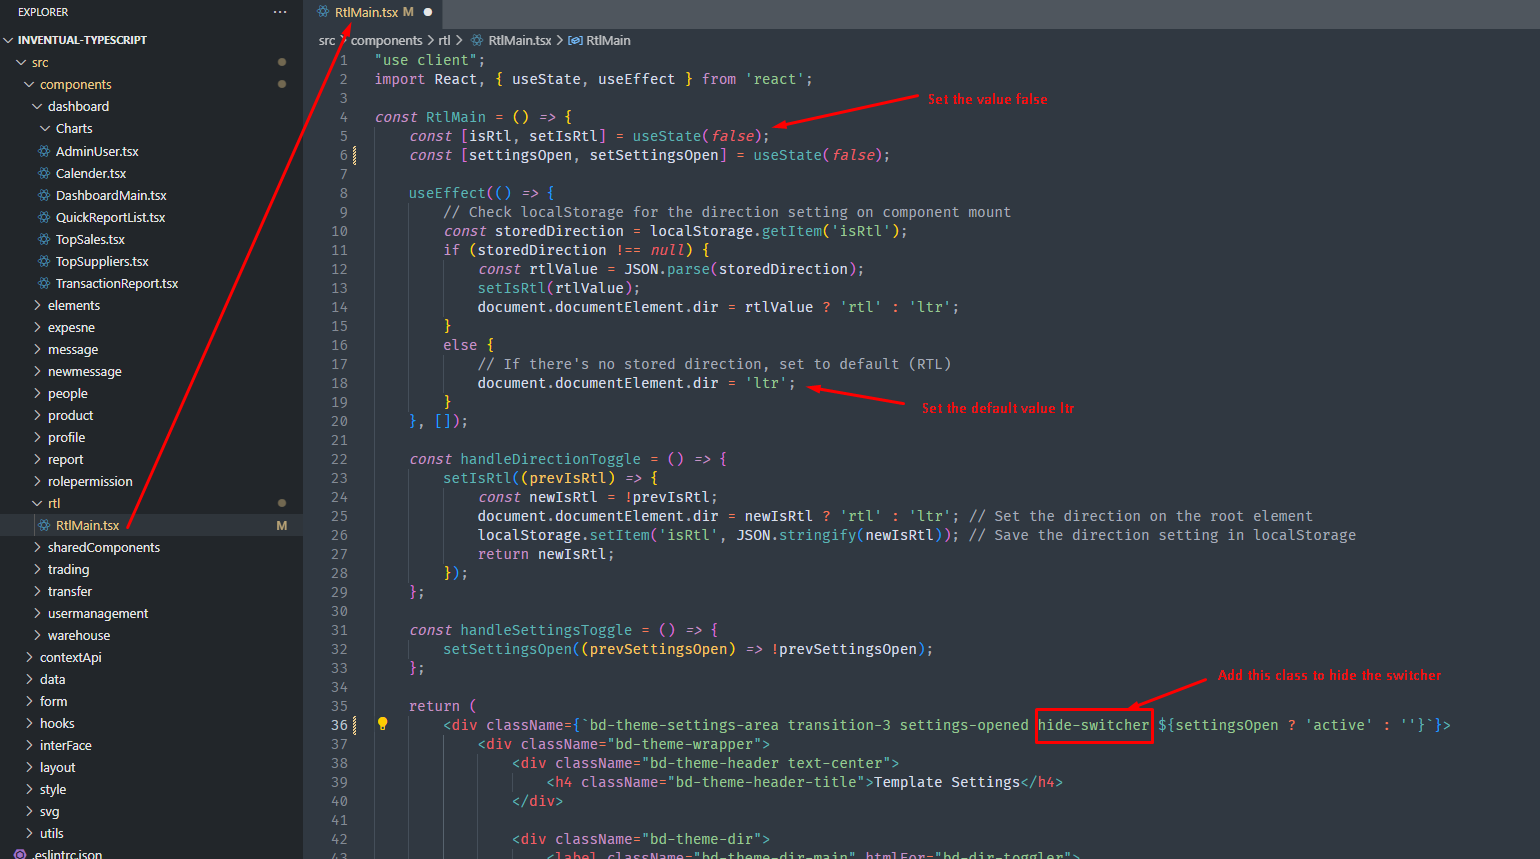 EXPLORER
INVENTUAL-TYPESCRIPT
src
components
dashboard
Charts
AdminUser.tsx
Calender.tsx
DashboardMain.tsx
QuickReportList.tsx
TopSales.tsx
TopSuppliers.tsx
TransactionReport.tsx
elements
expesne
message
newmessage
people
product
profile
report
rolepermission
rtl
RtlMain.tsx M
sharedComponents
trading
transfer
usermanagement
warehouse
contextApi
data
form
hooks
interFace
layout
style
svg
utils
.eslintrc.json
RtlMain.tsx M
src > components > rtl > RtlMain.tsx > RtlMain
1 "use client";
2 import React, { useState, useEffect } from 'react';
3
Set the value false
4 const RtlMain = () => {
5 const [isRtl, setIsRtl] = useState(false);
6 const [settingsOpen, setSettingsOpen] = useState(false);
7
8 useEffect(() => {
9 // Check localStorage for the direction setting on component mount
10 const storedDirection = localStorage.getItem('isRtl');
11 if (storedDirection !== null) {
12 const rtlValue = JSON.parse(storedDirection);
13 setIsRtl(rtlValue);
14 document.documentElement.dir = rtlValue ? 'rtl' : 'ltr';
15 }
16 else {
17 // If there's no stored direction, set to default (RTL)
18 document.documentElement.dir = 'ltr';
19 }
Set the default value ltr
20 }, []);
21
22 const handleDirectionToggle = () => {
23 setIsRtl((prevIsRtl) => {
24 const newIsRtl = !prevIsRtl;
25 document.documentElement.dir = newIsRtl ? 'rtl' : 'ltr'; // Set the direction on the root element
26 localStorage.setItem('isRtl', JSON.stringify(newIsRtl)); // Save the direction setting in localStorage
27 return newIsRtl;
28 });
29 };
30
31 const handleSettingsToggle = () => {
32 setSettingsOpen((prevSettingsOpen) => !prevSettingsOpen);
33 };
Add this class to hide the switcher
34
35 return (
36 <div className={`bd-theme-settings-area transition-3 settings-opened hide-switcher ${settingsOpen ? 'active' : ''}`}>
37 <div className="bd-theme-wrapper">
38 <div className="bd-theme-header text-center">
39 <h4 className="bd-theme-header-title">Template Settings</h4>
40 </div>
41
42 <div className="bd-theme-dir">
43 <label className="bd-theme-dir-main" htmlFor="bd-dir-toggler">